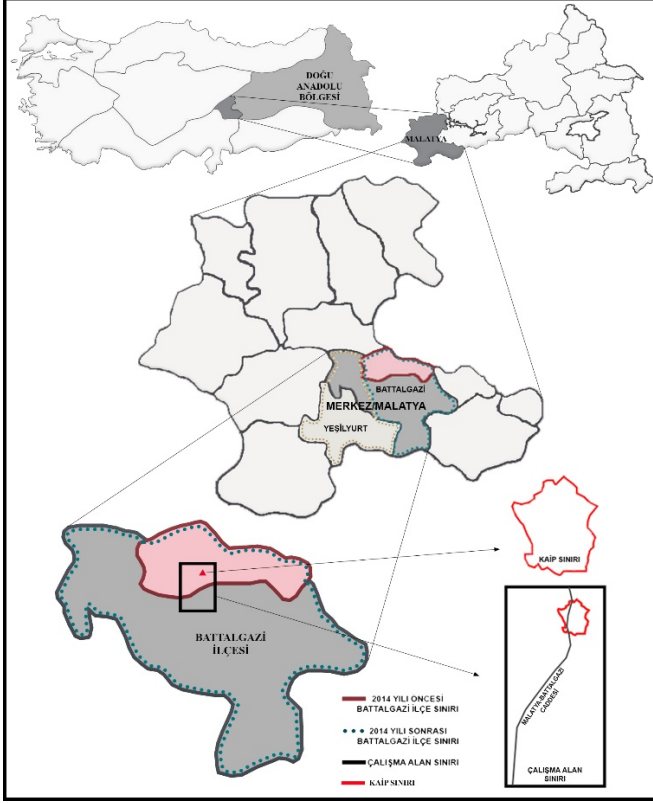 DOĞU
ANADOLU
BÖLGESİ
MALATYA
BATTALGAZİ
MERKEZ/MALATYA
YEŞİLYURT
KAİP SINIRI
BATTALGAZİ
İLÇESİ
MALATYA-BATTALGAZİ
CADDESİ
ÇALIŞMA ALAN
SINIRI
2014 YILI ÖNCESİ
BATTALGAZİ İLÇE SINIRI
2014 YILI SONRASI
BATTALGAZİ İLÇE SINIRI
ÇALIŞMA ALAN SINIRI
KAİP SINIRI